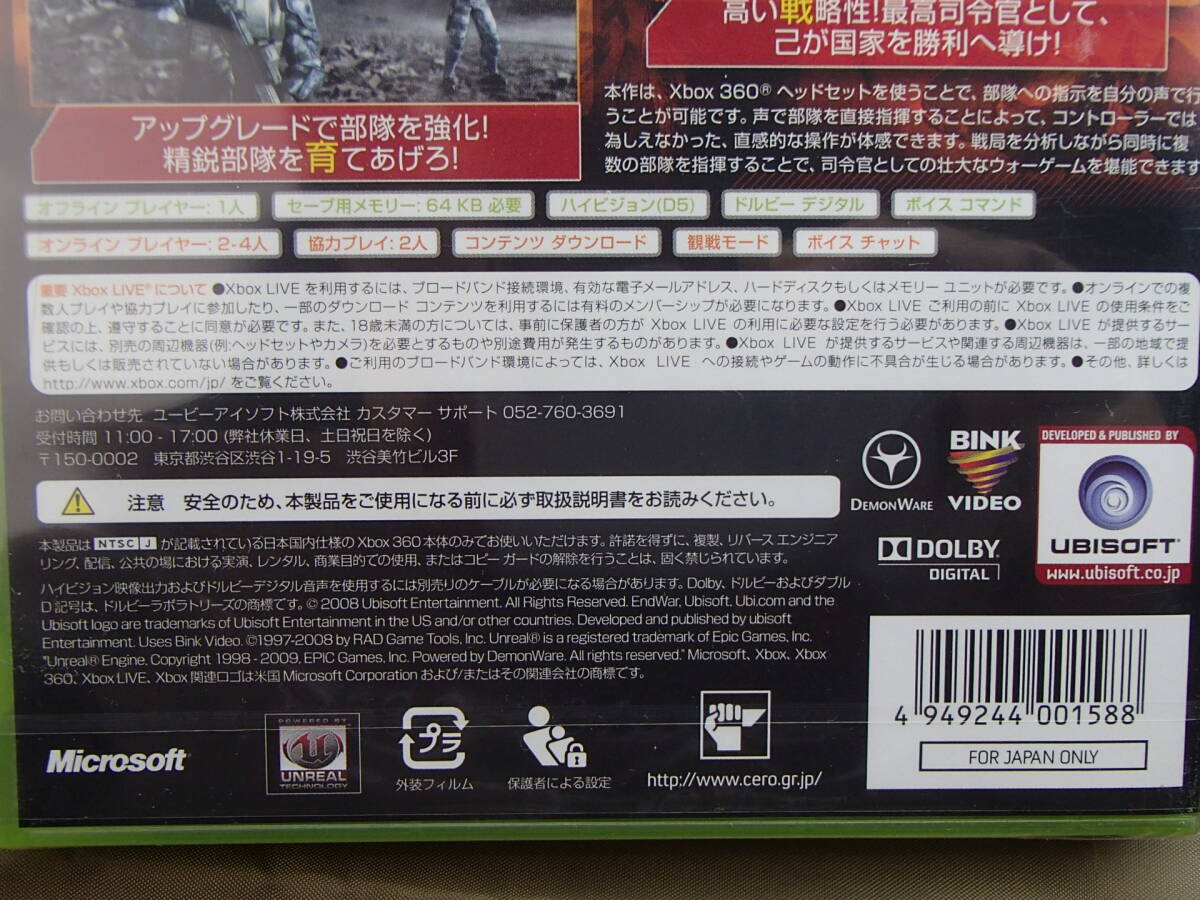 高い戦略性!最高司令官として、
己が国家を勝利へ導け!
アップグレードで部隊を強化!
精鋭部隊を育てあげろ!
本作は、Xbox 360® ヘッドセットを使うことで、部隊への指示を自分の声で行
うことが可能です。声で部隊を直接指揮することによって、コントローラーでは
為しえなかった、直感的な操作が体感できます。戦局を分析しながら同時に複
数の部隊を指揮することで、司令官としての壮大なウォーゲームを堪能できます
オフライン プレイヤー: 1人
セーブ用メモリー: 64 KB 必要
ハイビジョン(D5)
ドルビー デジタル
ボイス コマンド
オンライン プレイヤー: 2-4人
協力プレイ: 2人
コンテンツ ダウンロード
観戦モード
ボイス チャット
重要 Xbox LIVE®について ●Xbox LIVE を利用するには、ブロードバンド接続環境、有効な電子メールアドレス、ハードディスクもしくはメモリー ユニットが必要です。●オンラインでの複
数人プレイや協力プレイに参加したり、一部のダウンロード コンテンツを利用するには有料のメンバーシップが必要になります。●Xbox LIVE ご利用の前に Xbox LIVE の使用条件をご
確認の上、遵守することに同意が必要です。また、18歳未満の方については、事前に保護者の方が Xbox LIVE の利用に必要な設定を行う必要があります。●Xbox LIVE が提供するサー
ビスには、別売の周辺機器(例:ヘッドセットやカメラ)を必要とするものや別途費用が発生するものがあります。●Xbox LIVE が提供するサービスや関連する周辺機器は、一部の地域で提
供もしくは販売されていない場合があります。●ご利用のブロードバンド環境によっては、Xbox LIVE への接続やゲームの動作に不具合が生じる場合があります。●その他、詳しくは
http://www.xbox.com/jp/ をご覧ください。
お問い合わせ先 ユービーアイソフト株式会社 カスタマー サポート 052-760-3691
受付時間 11:00 - 17:00 (弊社休業日、土日祝日を除く)
〒150-0002 東京都渋谷区渋谷1-19-5 渋谷美竹ビル3F
注意 安全のため、本製品をご使用になる前に必ず取扱説明書をお読みください。
DEMONWARE
BINK
VIDEO
DEVELOPED & PUBLISHED BY
UBISOFT
www.ubisoft.co.jp
DOLBY
DIGITAL
本製品は NTSC J が記載されている日本国内仕様の Xbox 360 本体のみでお使いいただけます。許諾を得ずに、複製、リバース エンジニア
リング、配信、公共の場における実演、レンタル、商業目的での使用、またはコピー ガードの解除を行うことは、固く禁じられています。
ハイビジョン映像出力およびドルビーデジタル音声を使用するには別売りのケーブルが必要になる場合があります。Dolby、ドルビーおよびダブル
D 記号は、ドルビーラボラトリーズの商標です。© 2008 Ubisoft Entertainment. All Rights Reserved. EndWar, Ubisoft, Ubi.com and the
Ubisoft logo are trademarks of Ubisoft Entertainment in the US and/or other countries. Developed and published by ubisoft
Entertainment. Uses Bink Video. ©1997-2008 by RAD Game Tools, Inc. Unreal® is a registered trademark of Epic Games, Inc.
"Unreal® Engine. Copyright 1998 - 2009. EPIC Games, Inc. Powered by DemonWare. All rights reserved." Microsoft、Xbox、Xbox
360、Xbox LIVE、Xbox 関連ロゴは米国 Microsoft Corporation および/またはその関連会社の商標です。
Microsoft
POWERED BY
UNREAL
TECHNOLOGY
プラ
外装フィルム
保護者による設定
http://www.cero.gr.jp/
4 949244 001588
FOR JAPAN ONLY